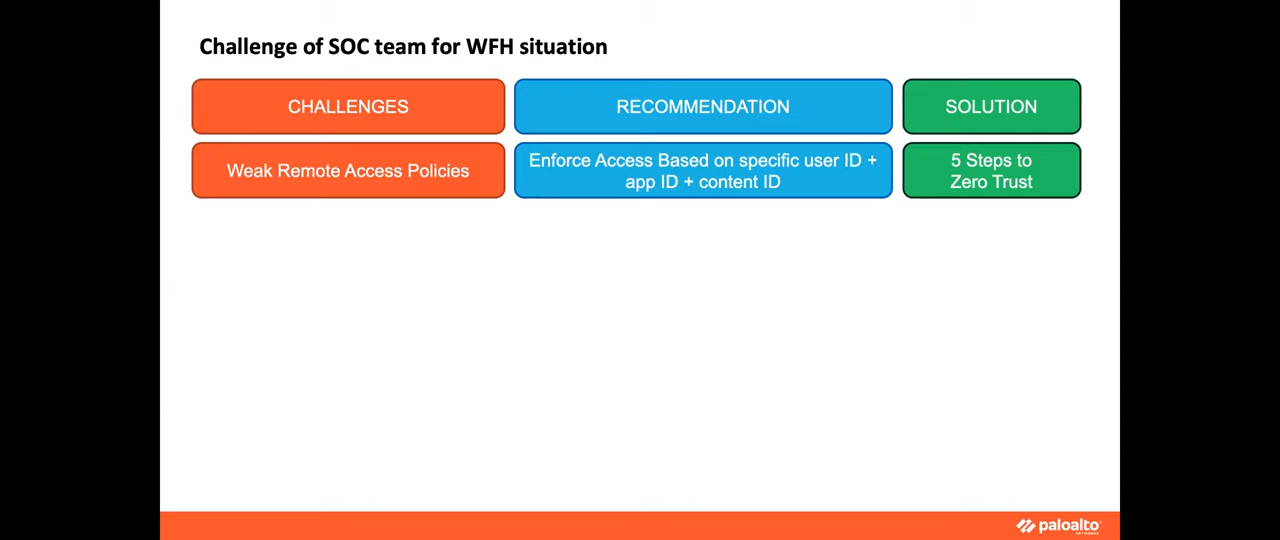 Challenge of SOC team for WFH situation
CHALLENGES
RECOMMENDATION
SOLUTION
Weak Remote Access Policies
Enforce Access Based on specific user ID +
app ID + content ID
5 Steps to
Zero Trust
paloalto
NETWORKS